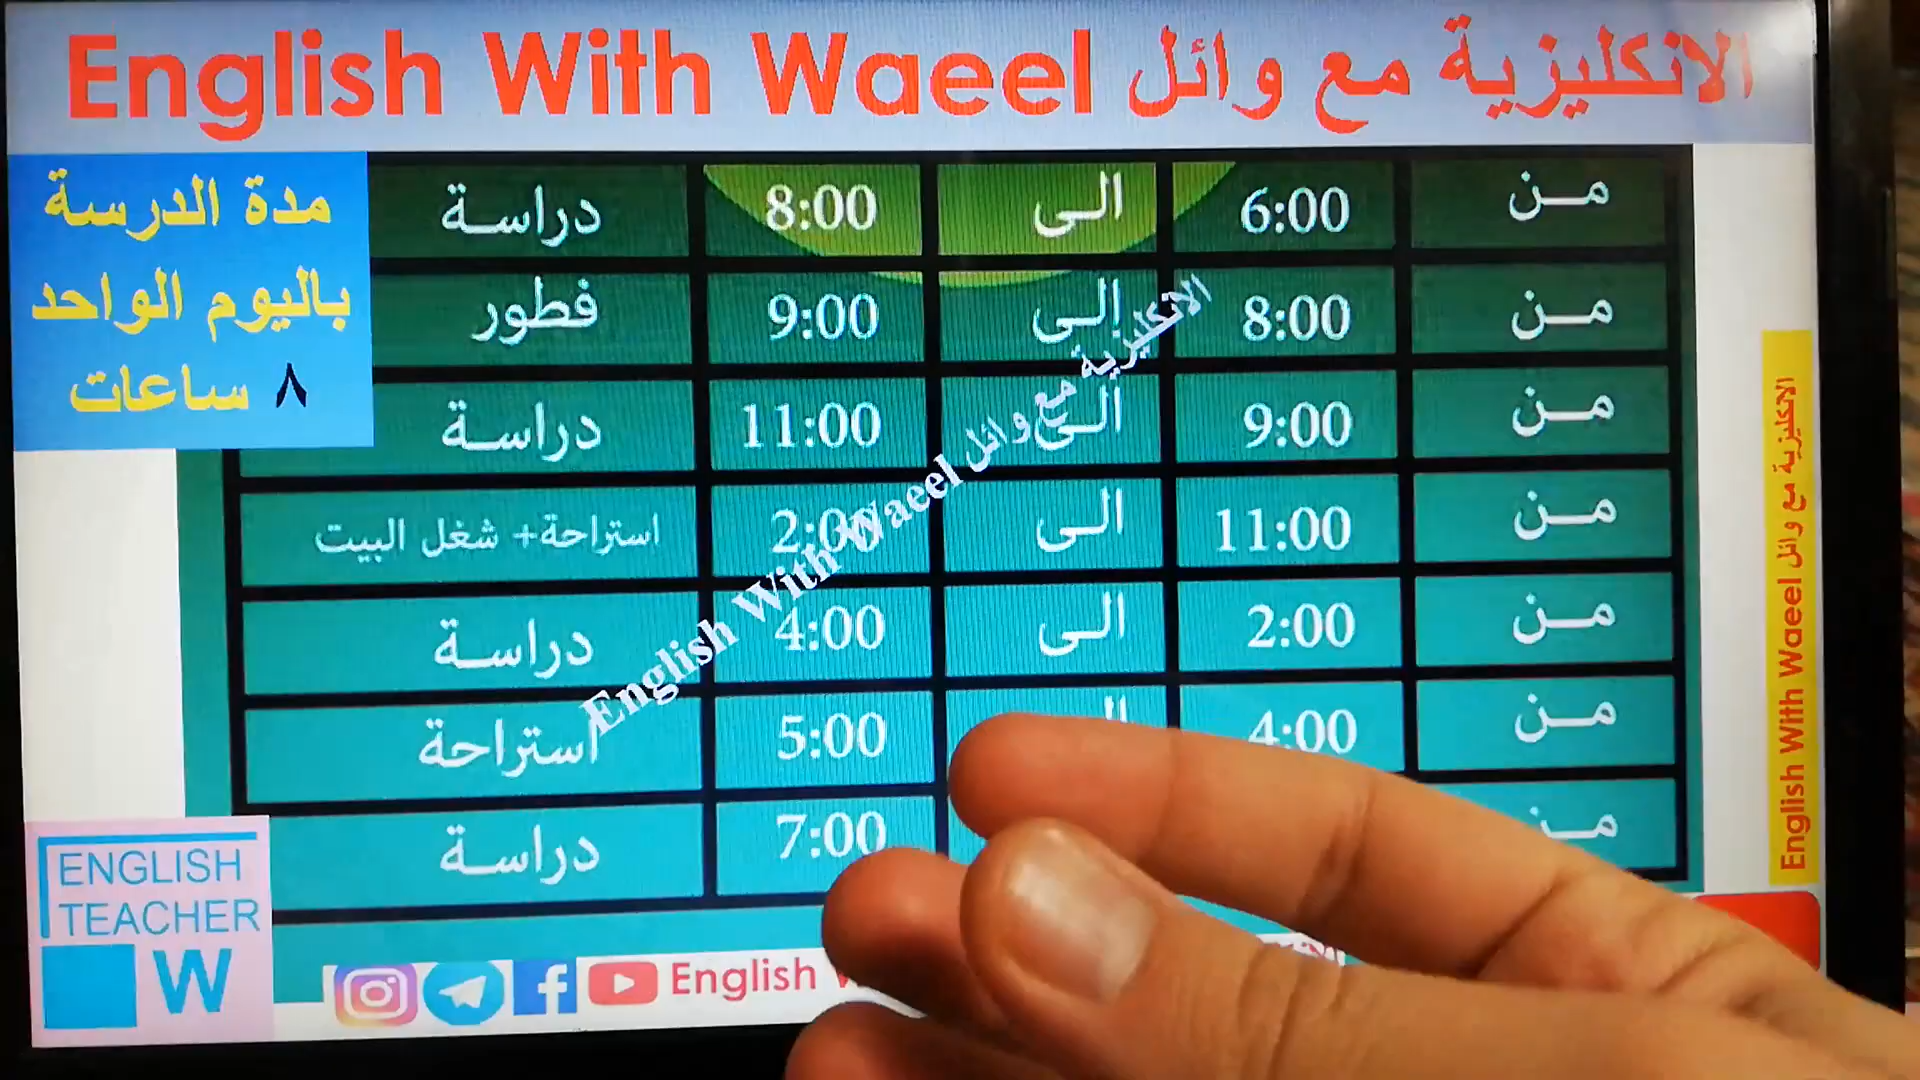 English With Waeel الانكليزية مع وائل
مدة الدرسة
باليوم الواحد
٨ ساعات
من 6:00 الى 8:00 دراسة
من 8:00 إلى 9:00 فطور
من 9:00 الى 11:00 دراسة
من 11:00 الى 2:00 استراحة+ شغل البيت
من 2:00 الى 4:00 دراسة
من 4:00 الى 5:00 استراحة
من 7:00 دراسة
English With Waeel الانكليزية مع وائل
English With Waeel الانكليزية مع وائل
ENGLISH
TEACHER
W
English